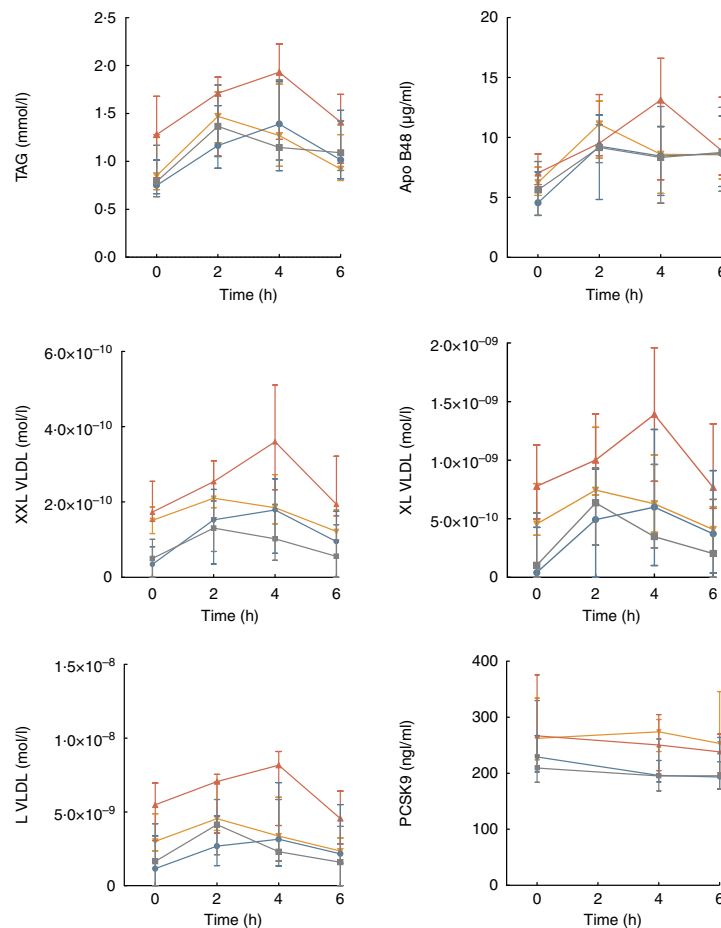 2·5
2·0
1·5
1·0
0·5
0·0
TAG
(mmol/l)
0 2 4 6
Time (h)
20
15
10
5
0
Apo B48 (µg/ml)
0 2 4 6
Time (h)
6·0×10⁻¹⁰
4·0×10⁻¹⁰
2·0×10⁻¹⁰
0
XXL VLDL (mol/l)
0 2 4 6
Time (h)
2·0×10⁻⁰⁹
1·5×10⁻⁰⁹
1·0×10⁻⁰⁹
5·0×10⁻¹⁰
0
XL VLDL (mol/l)
0 2 4 6
Time (h)
1·5×10⁻⁸
1·0×10⁻⁸
5·0×10⁻⁹
0
L VLDL (mol/l)
0 2 4 6
Time (h)
400
300
200
100
0
PCSK9 (ngl/ml)
0 2 4 6
Time (h)